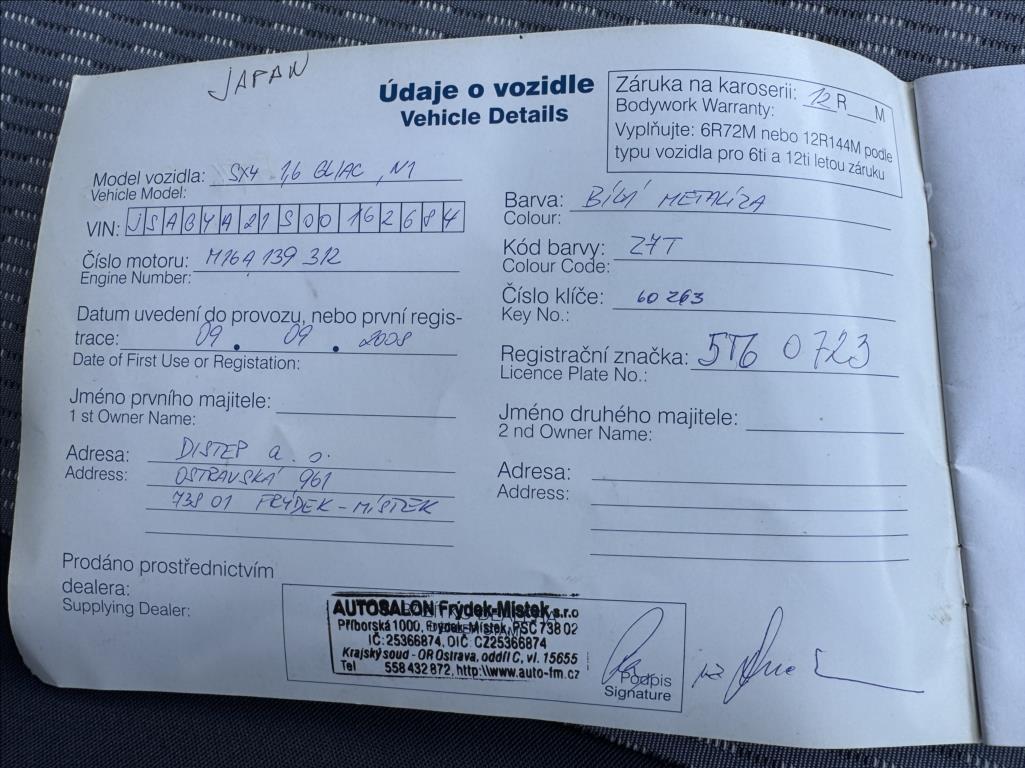 JAPAN
Údaje o vozidle
Vehicle Details
Záruka na karoserii: 12 R M
Bodywork Warranty:
Vyplňujte: 6R72M nebo 12R144M podle
typu vozidla pro 6ti a 12ti letou záruku
Model vozidla: SX4 1,6 GL/AC, N1
Vehicle Model:
VIN: JSAGYA21S00162684
Číslo motoru: M16A 139 312
Engine Number:
Datum uvedení do provozu, nebo první regis-
trace: 09 . 09 . 2008
Date of First Use or Registration:
Jméno prvního majitele:
1 st Owner Name:
Adresa: DISTEP a. s.
Address: OSTRAVSKÁ 961
738 01 FRÝDEK-MÍSTEK
Prodáno prostřednictvím
dealera:
Supplying Dealer:
Barva: BÍLÁ METALÍZA
Colour:
Kód barvy: Z7T
Colour Code:
Číslo klíče: 60263
Key No.:
Registrační značka: 5T6 0723
Licence Plate No.:
Jméno druhého majitele:
2 nd Owner Name:
Adresa:
Address:
AUTOSALON Frýdek-Místek s.r.o
Příborská 1000, Frýdek-Místek, PSČ 738 02
IČ: 25366874, DIČ CZ25366874
Krajský soud - OR Ostrava, oddíl C, vl. 15655
Tel 558 432 872, http:\\www.auto-fm.cz
Podpis
Signature